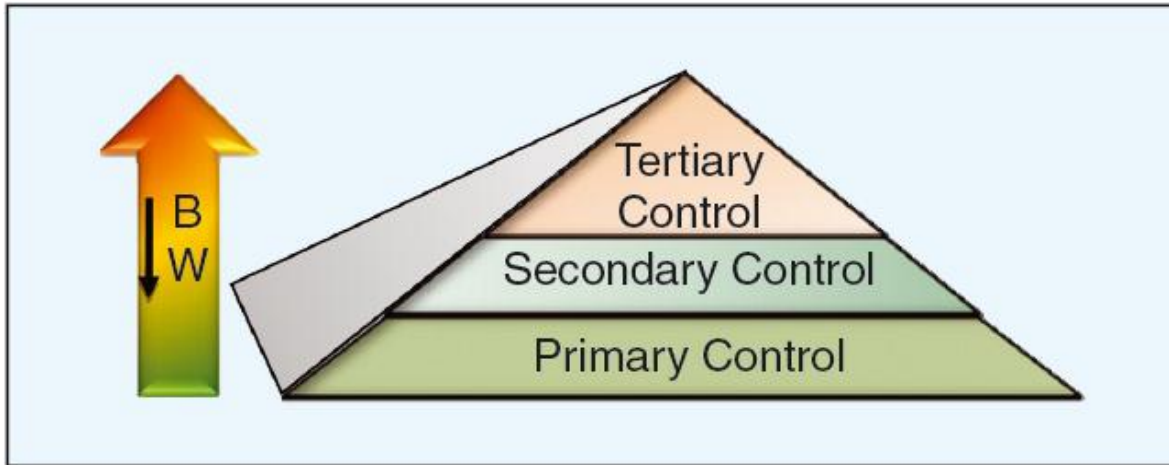 B
W
Tertiary
Control
Secondary Control
Primary Control